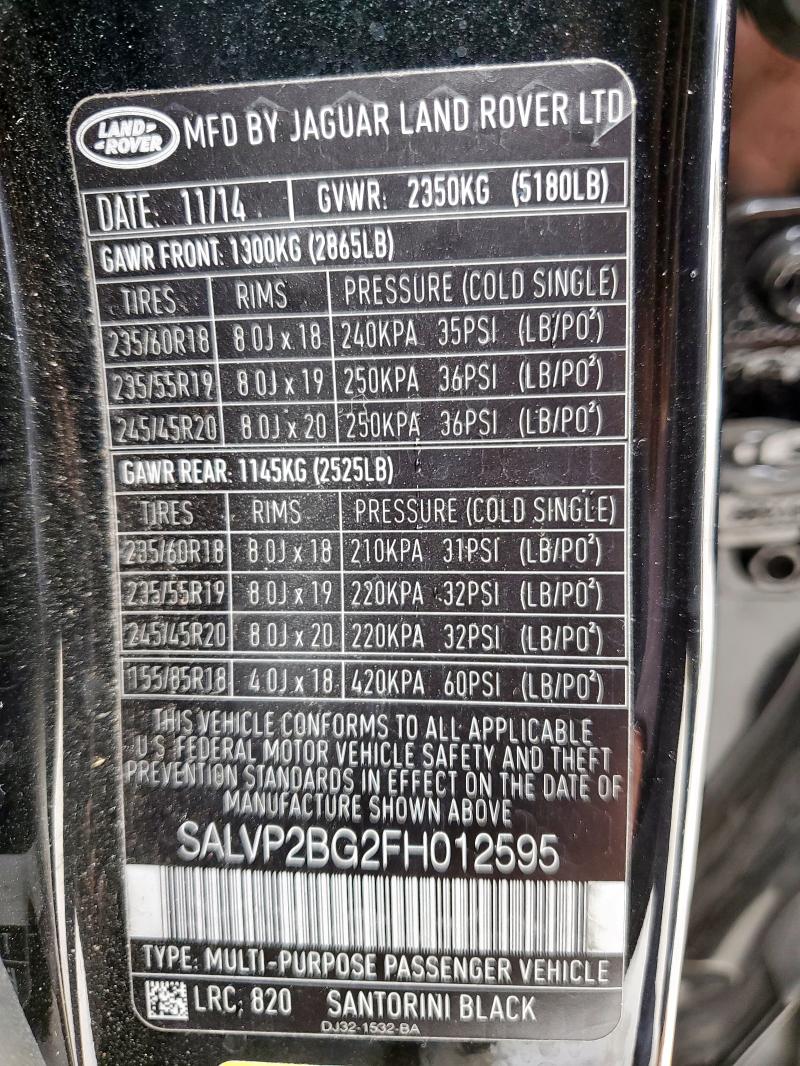 LAND ROVER MFD BY JAGUAR LAND ROVER LTD
DATE: 11/14 GVWR: 2350KG (5180LB)
GAWR FRONT: 1300KG (2865LB)
TIRES RIMS PRESSURE (COLD SINGLE)
235/60R18 8.0J x 18 240KPA 35PSI (LB/PO²)
235/55R19 8.0J x 19 250KPA 36PSI (LB/PO²)
245/45R20 8.0J x 20 250KPA 36PSI (LB/PO²)
GAWR REAR: 1145KG (2525LB)
TIRES RIMS PRESSURE (COLD SINGLE)
235/60R18 8.0J x 18 210KPA 31PSI (LB/PO²)
235/55R19 8.0J x 19 220KPA 32PSI (LB/PO²)
245/45R20 8.0J x 20 220KPA 32PSI (LB/PO²)
155/85R18 4.0J x 18 420KPA 60PSI (LB/PO²)
THIS VEHICLE CONFORMS TO ALL APPLICABLE
U.S. FEDERAL MOTOR VEHICLE SAFETY AND THEFT
PREVENTION STANDARDS IN EFFECT ON THE DATE OF
MANUFACTURE SHOWN ABOVE
SALVP2BG2FH012595
TYPE: MULTI-PURPOSE PASSENGER VEHICLE
LRC: 820 SANTORINI BLACK
DJ32-1532-BA